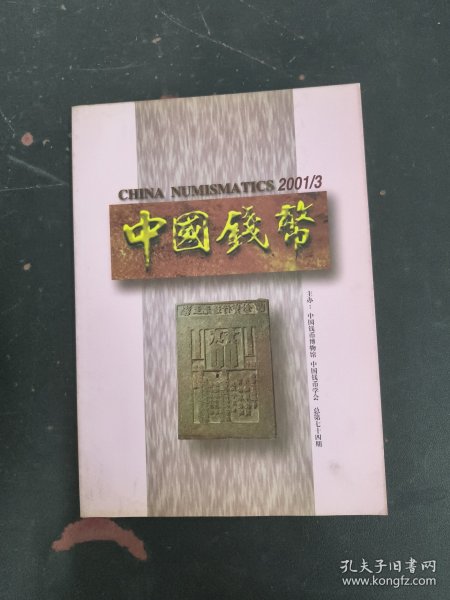 CHINA NUMISMATICS 2001/3
中國錢幣
主办：中国钱币博物馆 中国钱币学会 总第七十四期
孔夫子旧书网
www.kongfz.com